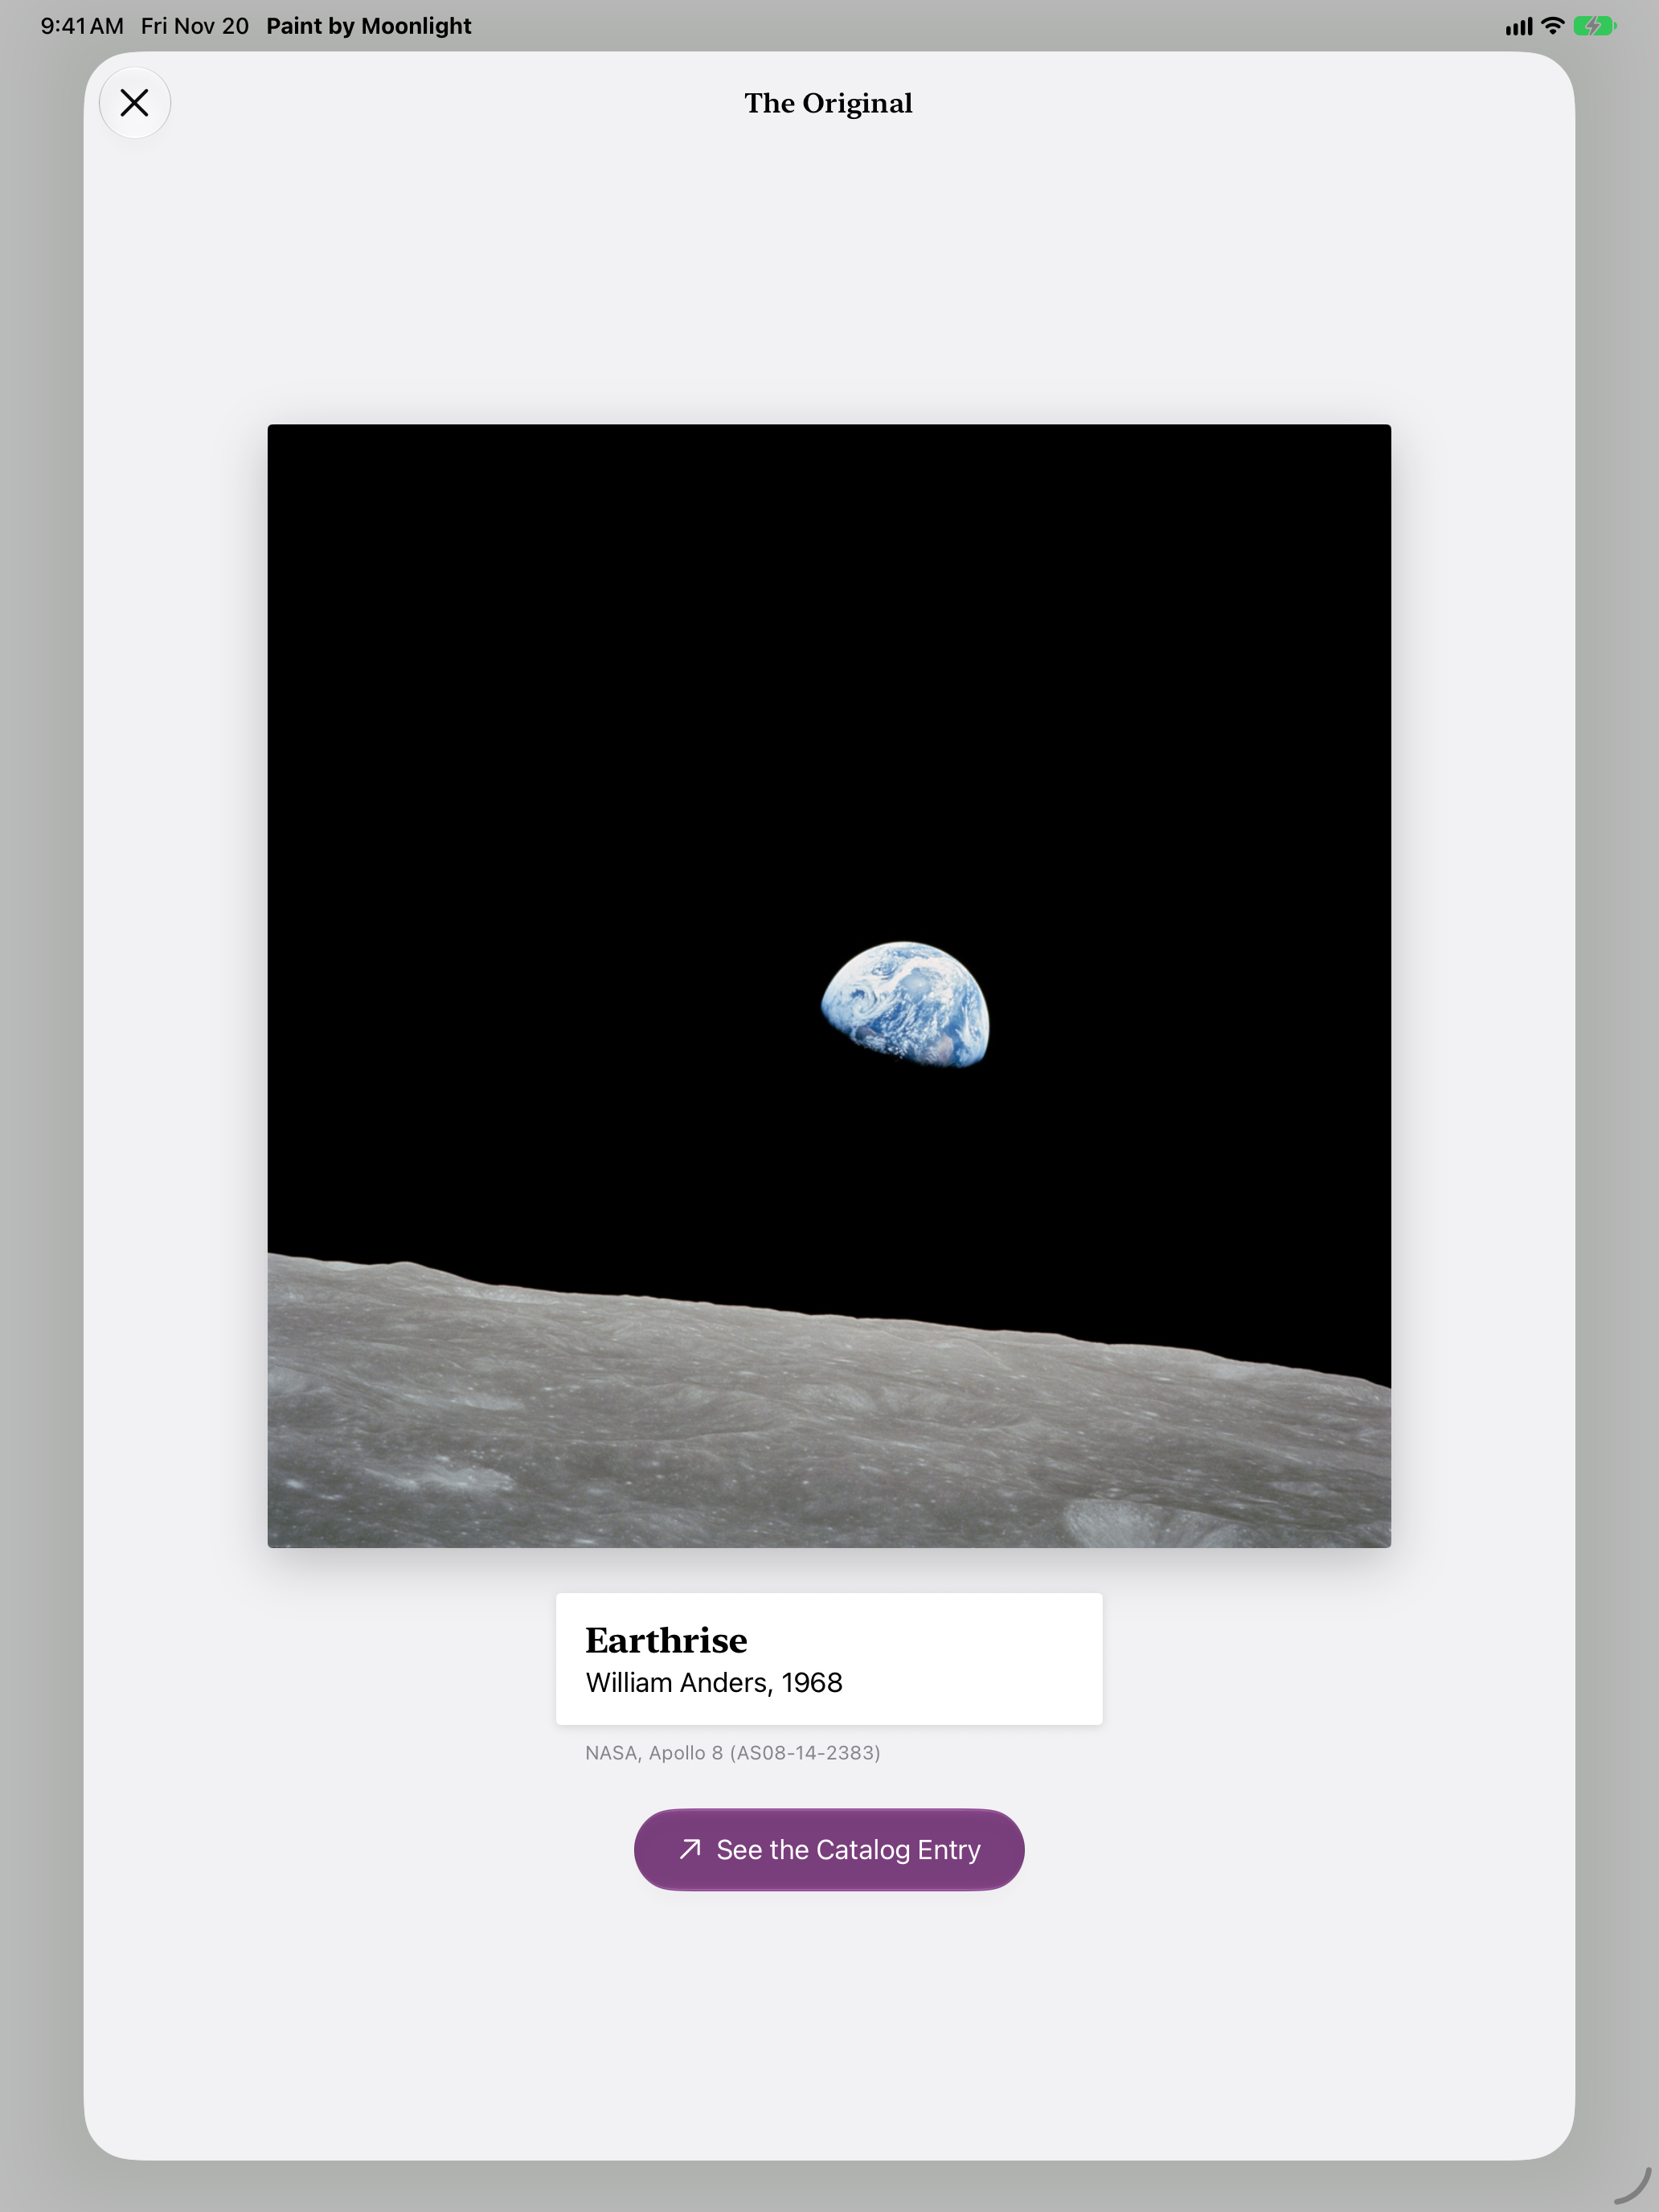 9:41 AM Fri Nov 20 Paint by Moonlight
The Original
Earthrise
William Anders, 1968
NASA, Apollo 8 (AS08-14-2383)
See the Catalog Entry